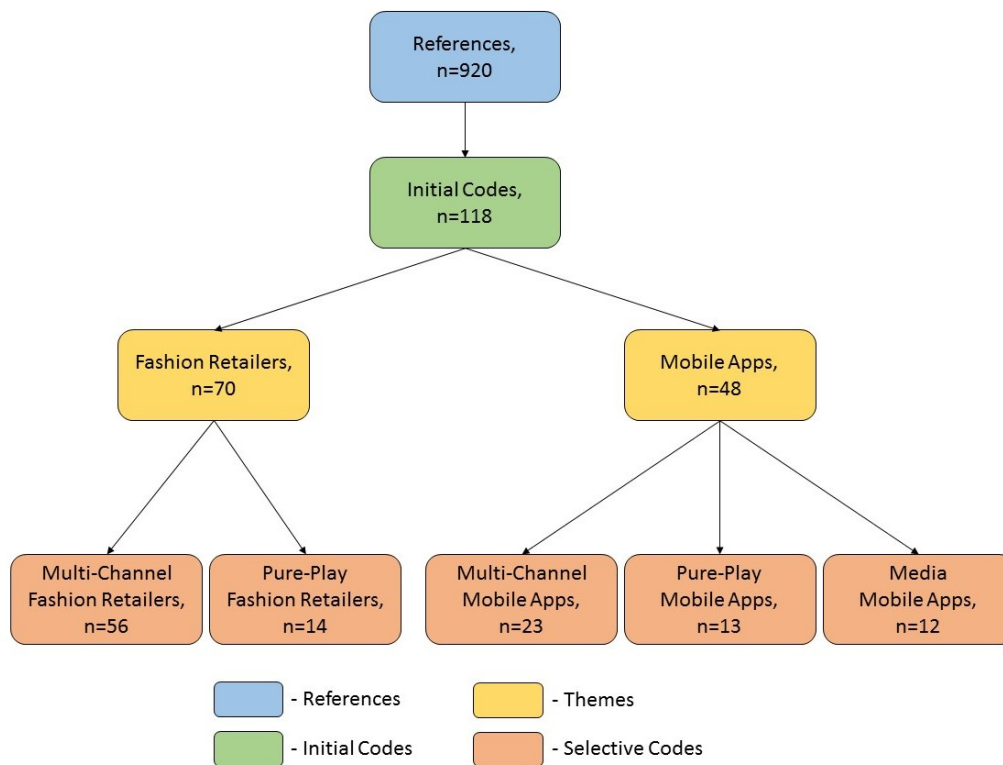 References,
n=920
Initial Codes,
n=118
Fashion Retailers,
n=70
Mobile Apps,
n=48
Multi-Channel
Fashion Retailers,
n=56
Pure-Play
Fashion Retailers,
n=14
Multi-Channel
Mobile Apps,
n=23
Pure-Play
Mobile Apps,
n=13
Media
Mobile Apps,
n=12
- References
- Themes
- Initial Codes
- Selective Codes